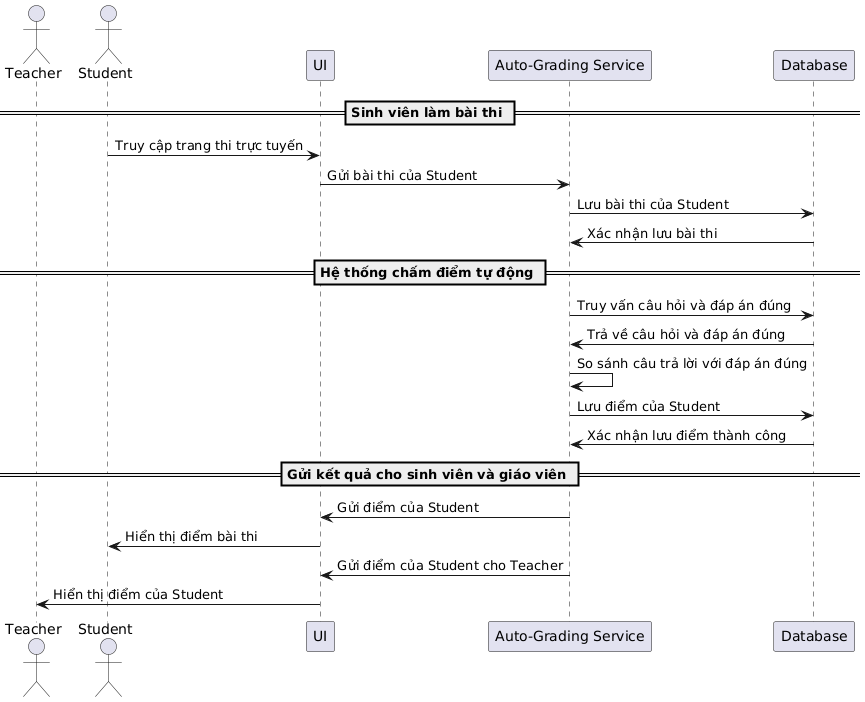 Teacher Student
UI Auto-Grading Service Database
Sinh viên làm bài thi
Truy cập trang thi trực tuyến
Gửi bài thi của Student
Lưu bài thi của Student
Xác nhận lưu bài thi
Hệ thống chấm điểm tự động
Truy vấn câu hỏi và đáp án đúng
Trả về câu hỏi và đáp án đúng
So sánh câu trả lời với đáp án đúng
Lưu điểm của Student
Xác nhận lưu điểm thành công
Gửi kết quả cho sinh viên và giáo viên
Gửi điểm của Student
Hiển thị điểm bài thi
Gửi điểm của Student cho Teacher
Hiển thị điểm của Student
Teacher Student
UI Auto-Grading Service Database